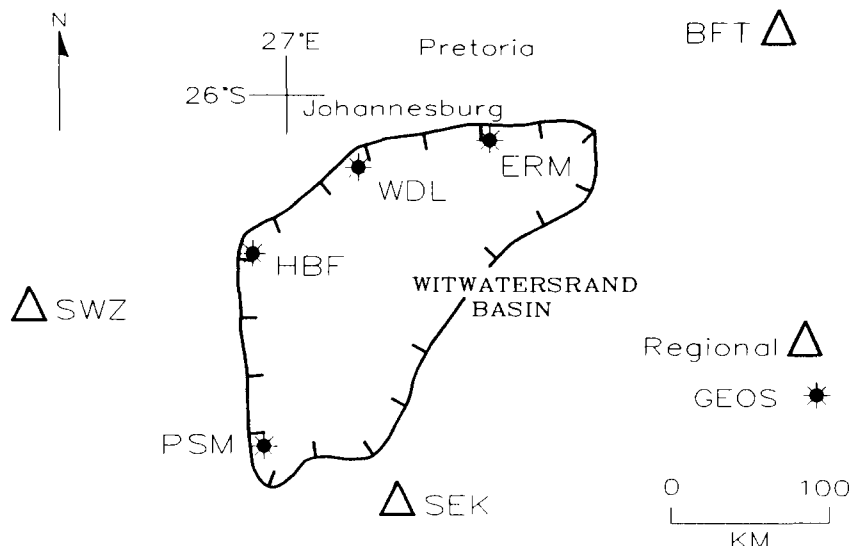 N
27°E
Pretoria
BFT
26°S
Johannesburg
ERM
WDL
HBF
WITWATERSRAND
BASIN
SWZ
Regional
GEOS
PSM
SEK
0 100
KM